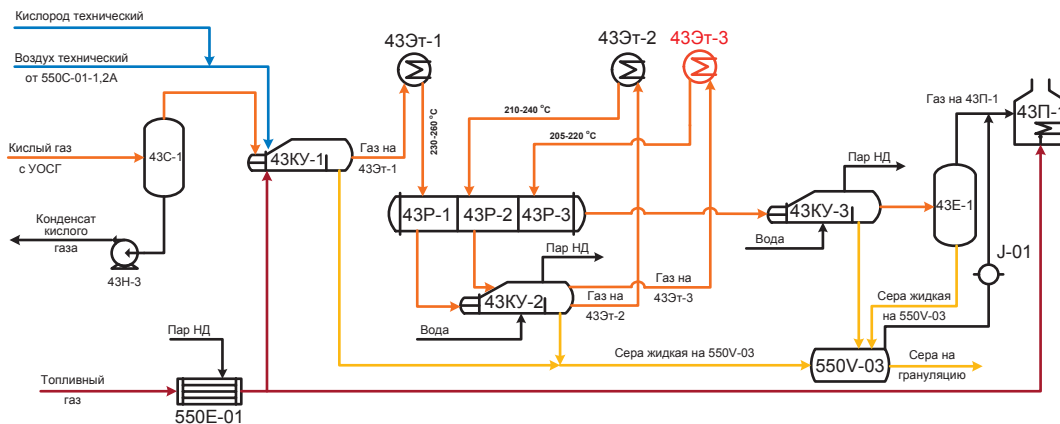 Кислород технический
Воздух технический
от 550С-01-1,2А
Кислый газ
с УОСГ
43С-1
Конденсат
кислого
газа
43Н-3
43КУ-1
Газ на
43Эт-1
43Эт-1
43Эт-2
43Эт-3
230-260 °С
210-240 °С
205-220 °С
43Р-1
43Р-2
43Р-3
Пар НД
43КУ-2
Вода
Газ на
43Эт-3
Газ на
43Эт-2
Пар НД
43КУ-3
Вода
43Е-1
Газ на 43П-1
43П-1
J-01
Сера жидкая
на 550V-03
Сера жидкая на 550V-03
550V-03
Сера на
грануляцию
Пар НД
Топливный
газ
550Е-01